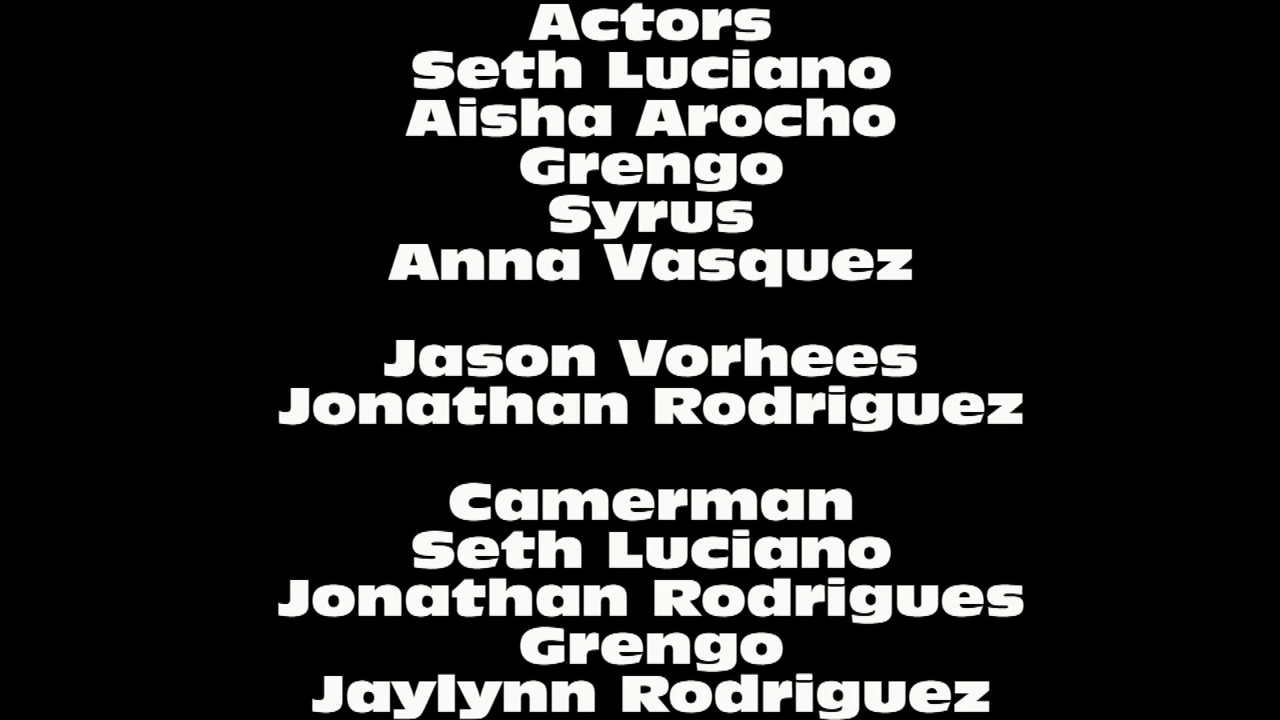 Actors
Seth Luciano
Aisha Arocho
Grengo
Syrus
Anna Vasquez
Jason Vorhees
Jonathan Rodriguez
Camerman
Seth Luciano
Jonathan Rodrigues
Grengo
Jaylynn Rodriguez